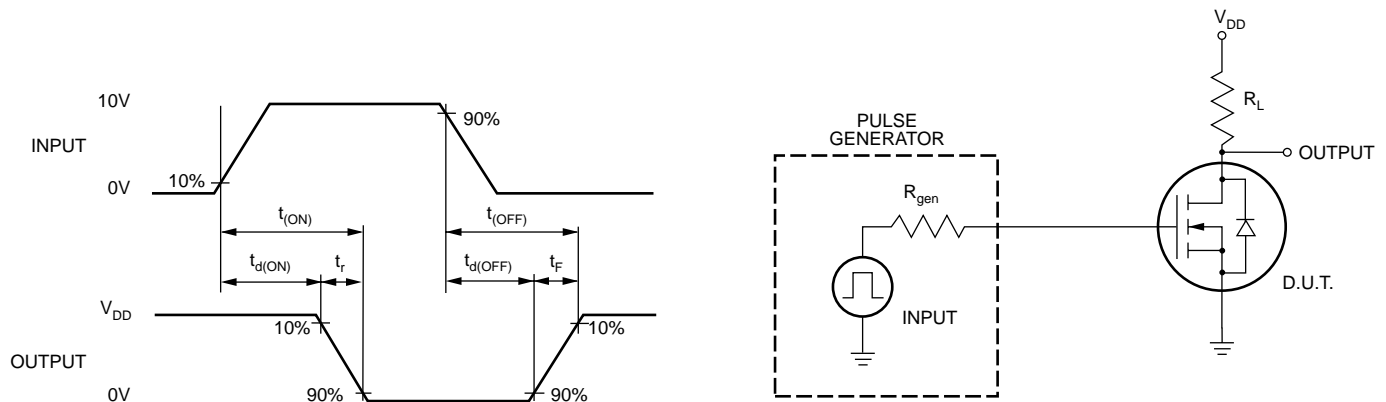 10V
INPUT
0V
10%
90%
t(ON)
t(OFF)
td(ON)
tr
td(OFF)
tF
VDD
OUTPUT
0V
10%
90%
10%
90%
VDD
RL
OUTPUT
PULSE
GENERATOR
Rgen
INPUT
D.U.T.